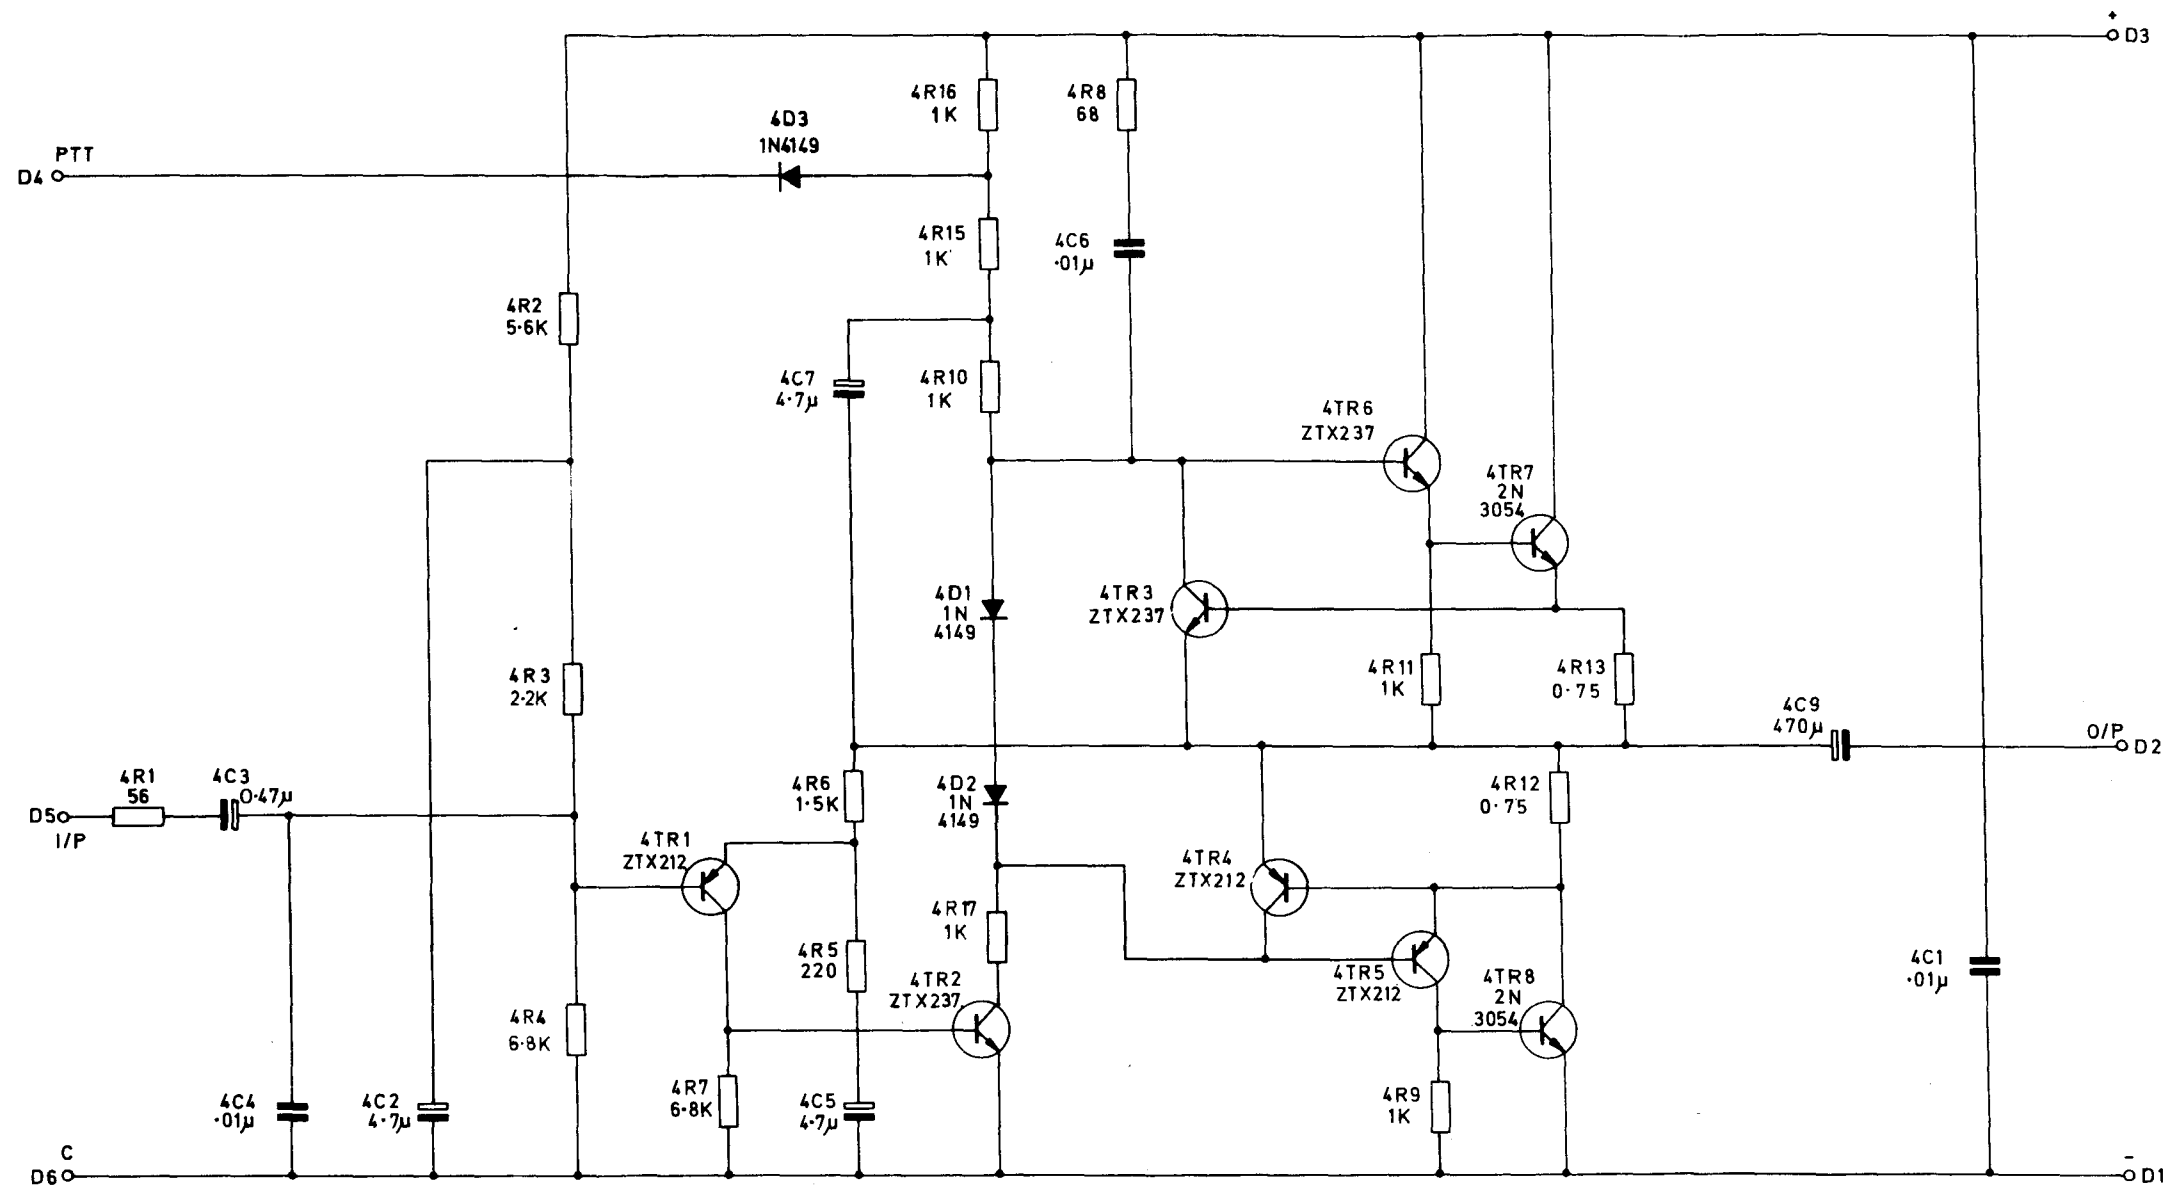 +
D3
4R16
1K
4R8
68
4D3
1N4149
PTT
D4
4R15
1K
4C6
.01µ
4R2
5.6K
4C7
4.7µ
4R10
1K
4TR6
ZTX237
4TR7
2N
3054
4D1
1N
4149
4TR3
ZTX237
4R3
2.2K
4R11
1K
4R13
0.75
4C9
470µ
O/P
D2
4R1
56
4C3
0.47µ
D5
I/P
4R6
1.5K
4D2
1N
4149
4R12
0.75
4TR1
ZTX212
4TR4
ZTX212
4R17
1K
4R5
220
4TR2
ZTX237
4TR5
ZTX212
4TR8
2N
3054
4C1
.01µ
4R4
6.8K
4R7
6.8K
4C4
.01µ
4C2
4.7µ
4C5
4.7µ
4R9
1K
C
D6
-
D1